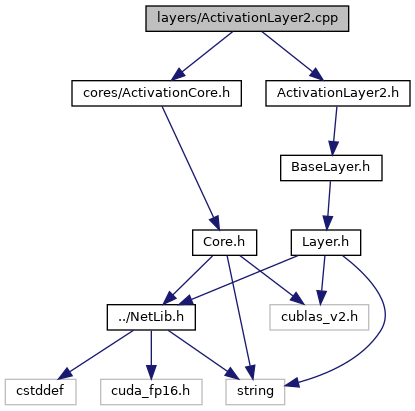 layers/ActivationLayer2.cpp
cores/ActivationCore.h
ActivationLayer2.h
BaseLayer.h
Core.h
Layer.h
../NetLib.h
cublas_v2.h
cstddef
cuda_fp16.h
string